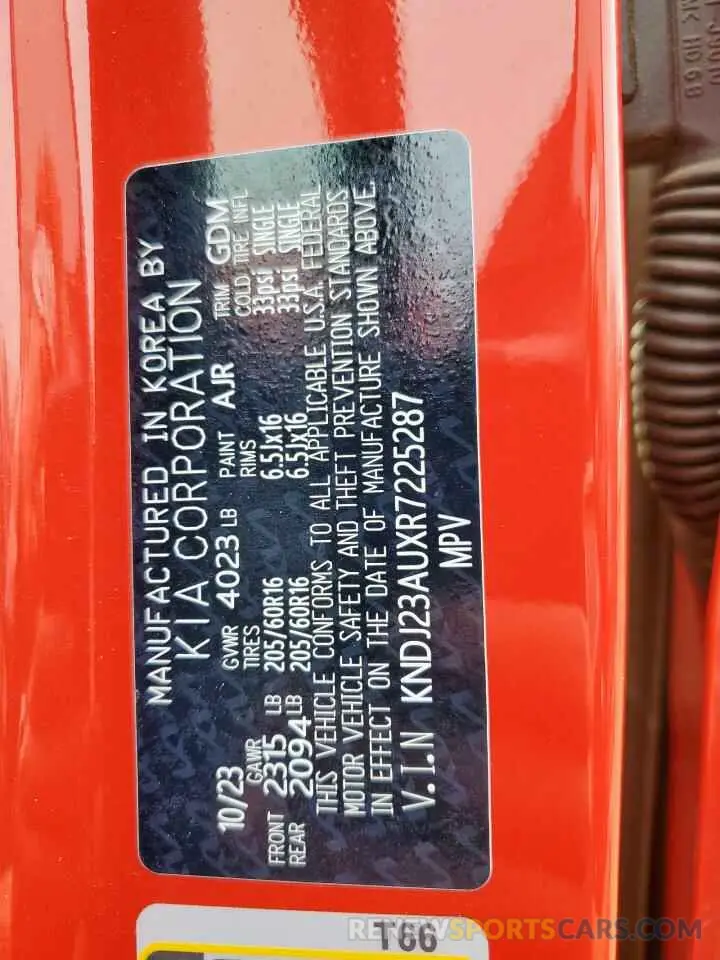 MANUFACTURED IN KOREA BY
KIA CORPORATION
10/23 GVWR 4023 LB PAINT AJR TRIM GDM
GAWR TIRES RIMS COLD TIRE INFL
FRONT 2315 LB 205/60R16 6.5Jx16 33psi SINGLE
REAR 2094 LB 205/60R16 6.5Jx16 33psi SINGLE
THIS VEHICLE CONFORMS TO ALL APPLICABLE U.S.A. FEDERAL
MOTOR VEHICLE SAFETY AND THEFT PREVENTION STANDARDS
IN EFFECT ON THE DATE OF MANUFACTURE SHOWN ABOVE.
V.I.N KNDJ23AUXR7225287
MPV
T66
RENEWSPORTSCARS.COM